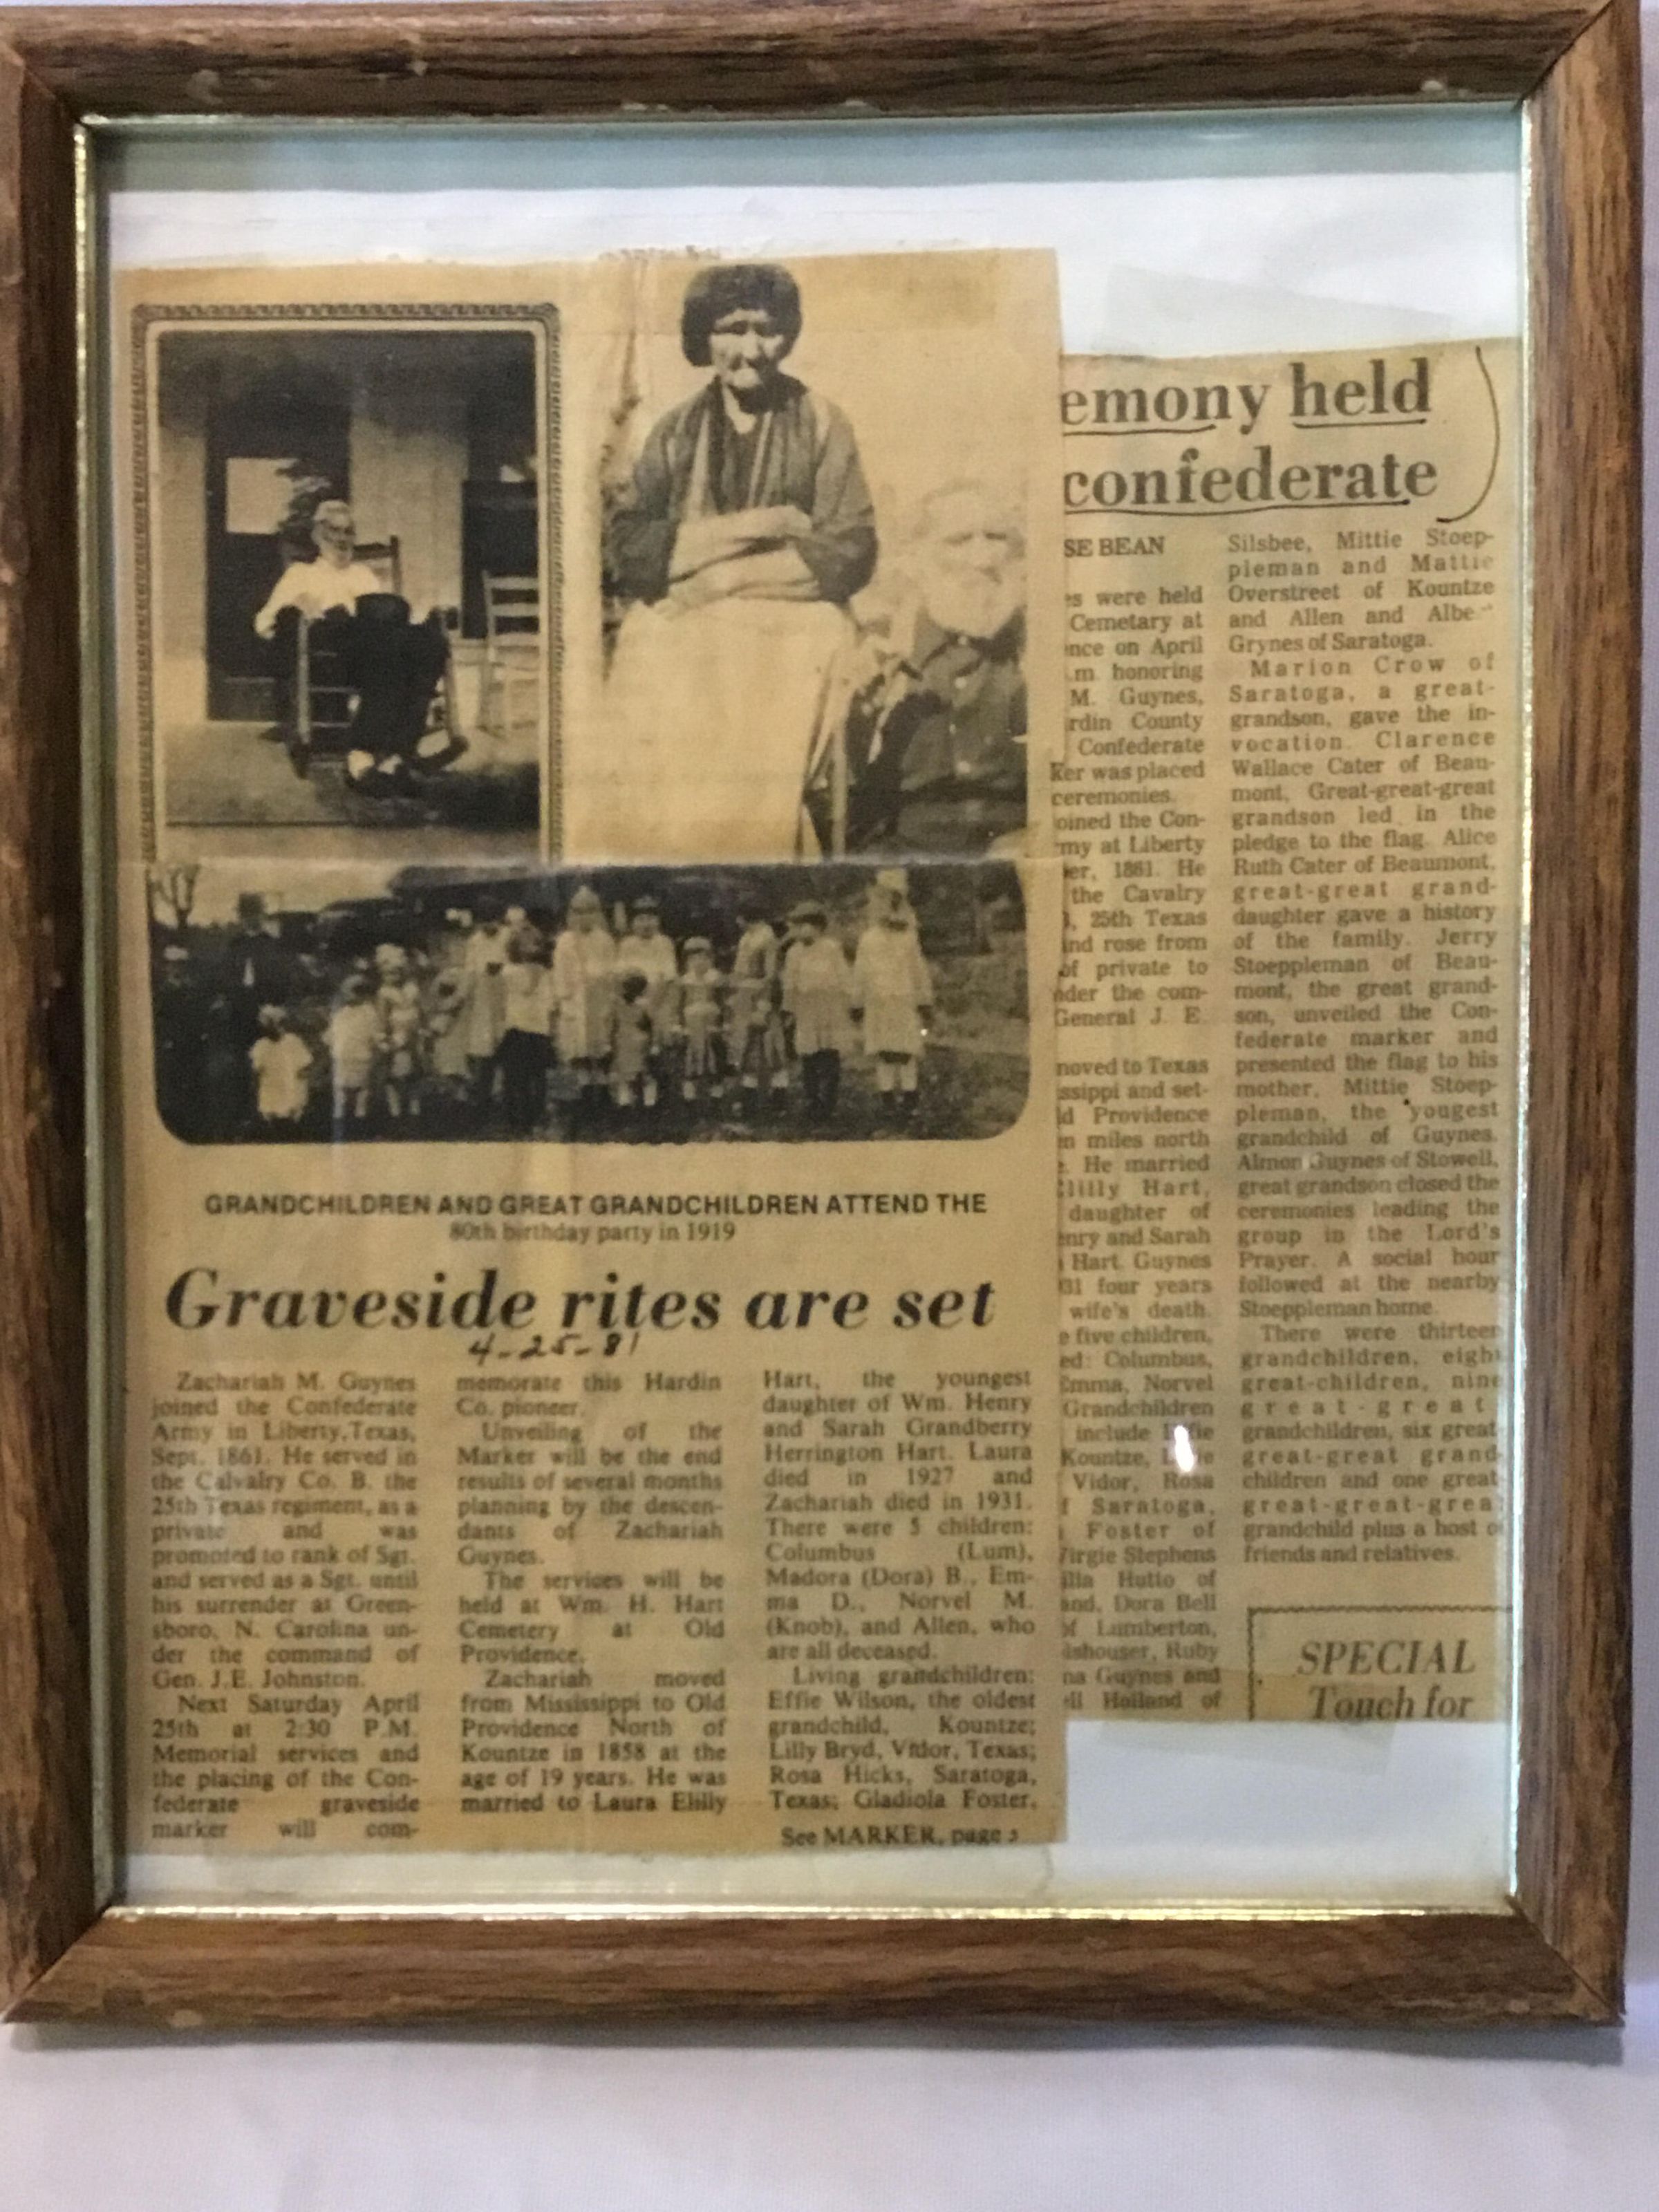 GRANDCHILDREN AND GREAT GRANDCHILDREN ATTEND THE
80th birthday party in 1919
Graveside rites are set
4-25-81
Zachariah M. Guynes
joined the Confederate
Army in Liberty,Texas,
Sept. 1861. He served in
the Calvalry Co. B. the
25th Texas regiment, as a
private and was
promoted to rank of Sgt.
and served as a Sgt. until
his surrender at Green-
sboro, N. Carolina un-
der the command of
Gen. J.E. Johnston.
Next Saturday April
25th at 2:30 P.M.
Memorial services and
the placing of the Con-
federate graveside
marker will com-
memorate this Hardin
Co. pioneer.
Unveiling of the
Marker will be the end
results of several months
planning by the descen-
dants of Zachariah
Guynes.
The services will be
held at Wm. H. Hart
Cemetery at Old
Providence.
Zachariah moved
from Mississippi to Old
Providence North of
Kountze in 1858 at the
age of 19 years. He was
married to Laura Elilly
Hart, the youngest
daughter of Wm. Henry
and Sarah Grandberry
Herrington Hart. Laura
died in 1927 and
Zachariah died in 1931.
There were 5 children:
Columbus (Lum),
Madora (Dora) B., Em-
ma D., Norvel M.
(Knob), and Allen, who
are all deceased.
Living grandchildren:
Effie Wilson, the oldest
grandchild, Kountze;
Lilly Bryd, Vidor, Texas;
Rosa Hicks, Saratoga,
Texas; Gladiola Foster,
See MARKER, page
emony held
confederate
SE BEAN
es were held
Cemetary at
ence on April
.m. honoring
M. Guynes,
rdin County
Confederate
ker was placed
ceremonies.
oined the Con-
my at Liberty
er, 1861. He
the Cavalry
25th Texas
and rose from
of private to
nder the com-
General J. E.
moved to Texas
ssippi and set-
d Providence
n miles north
He married
lilly Hart,
daughter of
enry and Sarah
Hart. Guynes
31 four years
wife's death.
e five children,
ed: Columbus,
Emma, Norvel
Grandchildren
include
Kountze,
Vidor, Rosa
f Saratoga,
Foster of
Virgie Stephens
illa Hutto of
and, Dora Bell
of Lumberton,
lshouser, Ruby
na Guynes and
ell Holland of
Silsbee, Mittie Stoep-
pleman and Mattie
Overstreet of Kountze
and Allen and
Grynes of Saratoga.
Marion Crow of
Saratoga, a great-
grandson, gave the in-
vocation. Clarence
Wallace Cater of Beau-
mont, Great-great-great
grandson led in the
pledge to the flag. Alice
Ruth Cater of Beaumont,
great-great grand-
daughter gave a history
of the family. Jerry
Stoeppleman of Beau-
mont, the great grand-
son, unveiled the Con-
federate marker and
presented the flag to his
mother, Mittie Stoep-
pleman, the yougest
grandchild of Guynes.
Almon Guynes of Stowell,
great grandson closed the
ceremonies leading the
group in the Lord's
Prayer. A social hour
followed at the nearby
Stoeppleman home.
There were thirteen
grandchildren, eight
great-children, nine
great-great
grandchildren, six great-
great-great grand-
children and one great-
great-great-great
grandchild plus a host of
friends and relatives.
SPECIAL
Touch for